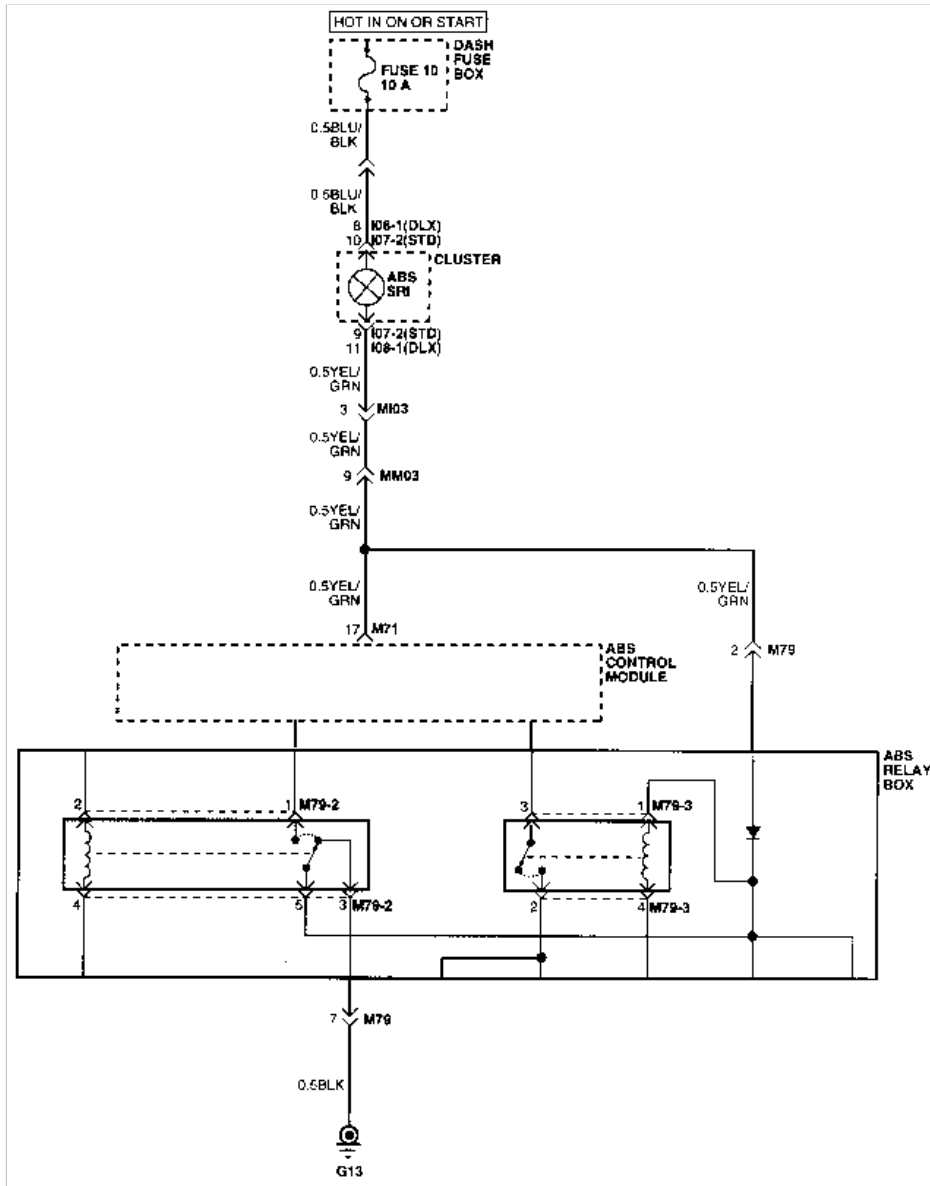 HOT IN ON OR START
DASH
FUSE
BOX
FUSE 10
10 A
0.5BLU/
BLK
0.5BLU/
BLK
8 I08-1(DLX)
10 I07-2(STD)
CLUSTER
ABS
SRI
9 I07-2(STD)
11 I08-1(DLX)
0.5YEL/
GRN
3 MI03
0.5YEL/
GRN
9 MM03
0.5YEL/
GRN
0.5YEL/
GRN
0.5YEL/
GRN
17 M71
2 M79
ABS
CONTROL
MODULE
ABS
RELAY
BOX
2 1 M79-2 3 1 M79-3
4 5 3 M79-2 2 4 M79-3
7 M79
0.5BLK
G13